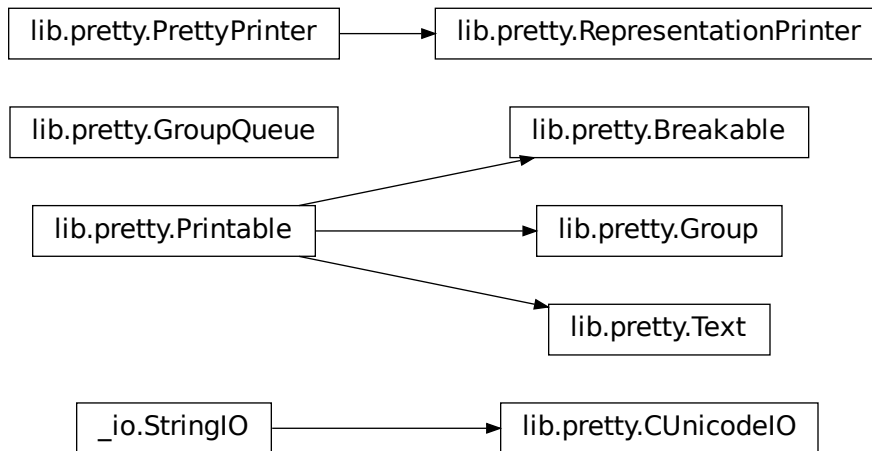 lib.pretty.PrettyPrinter
lib.pretty.RepresentationPrinter
lib.pretty.GroupQueue
lib.pretty.Breakable
lib.pretty.Printable
lib.pretty.Group
lib.pretty.Text
_io.StringIO
lib.pretty.CUnicodeIO